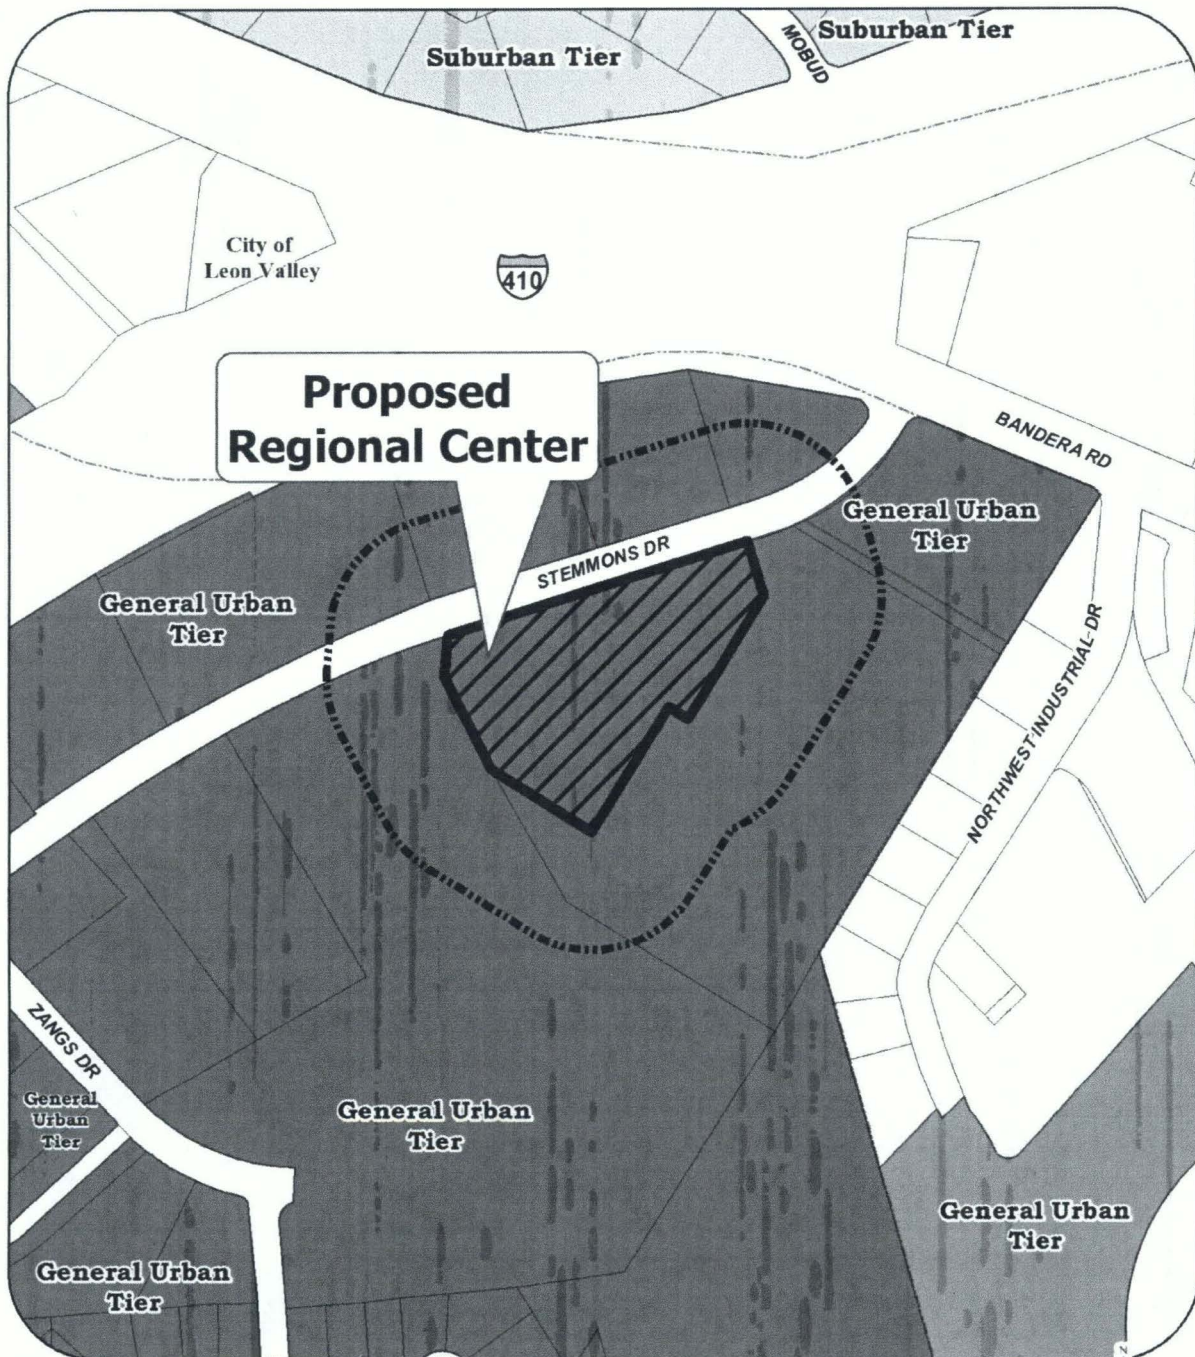 Suburban Tier
MOBUD
Suburban Tier
City of
Leon Valley
410
Proposed
Regional Center
BANDERA RD
General Urban
Tier
STEMMONS DR
General Urban
Tier
NORTHWEST INDUSTRIAL DR
ZANGS DR
General
Urban
Tier
General Urban
Tier
General Urban
Tier
General Urban
Tier
N